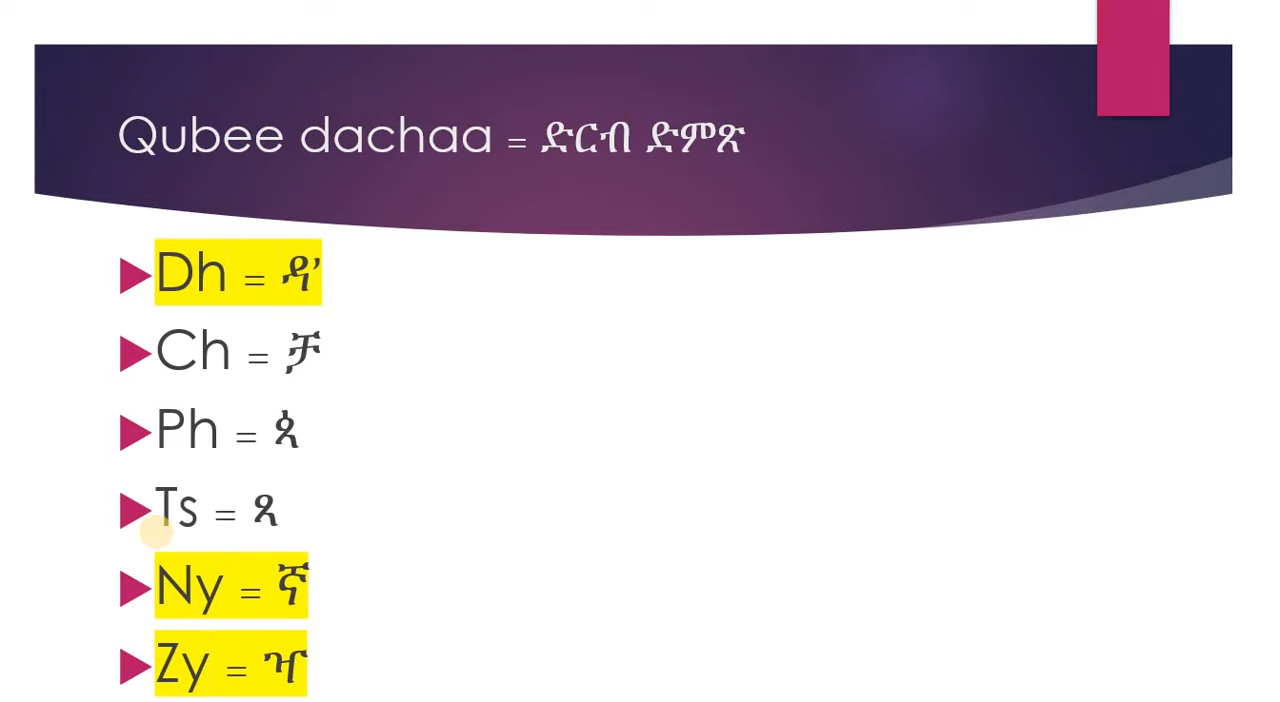 Qubee dachaa = ድርብ ድምጽ
Dh = ዳ’
Ch = ቻ
Ph = ጳ
Ts = ጻ
Ny = ኛ
Zy = ዣ